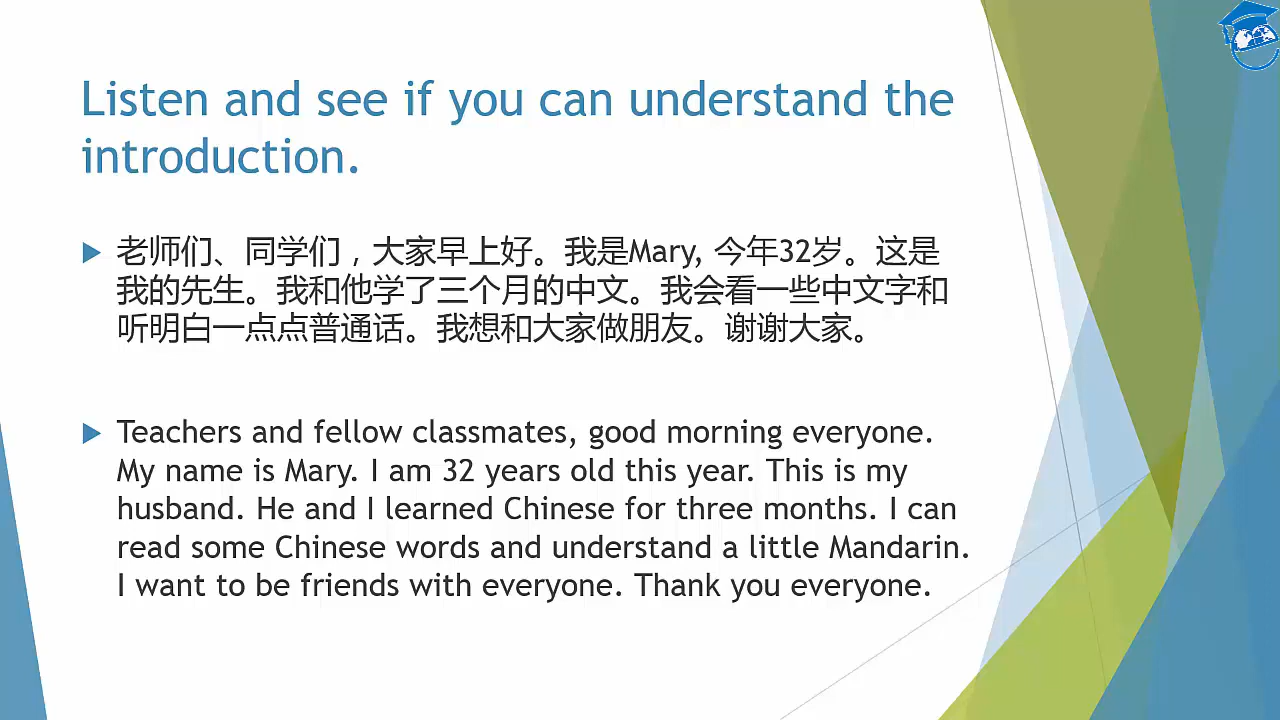 Listen and see if you can understand the
introduction.
老师们、同学们，大家早上好。我是Mary, 今年32岁。这是
我的先生。我和他学了三个月的中文。我会看一些中文字和
听明白一点点普通话。我想和大家做朋友。谢谢大家。
Teachers and fellow classmates, good morning everyone.
My name is Mary. I am 32 years old this year. This is my
husband. He and I learned Chinese for three months. I can
read some Chinese words and understand a little Mandarin.
I want to be friends with everyone. Thank you everyone.